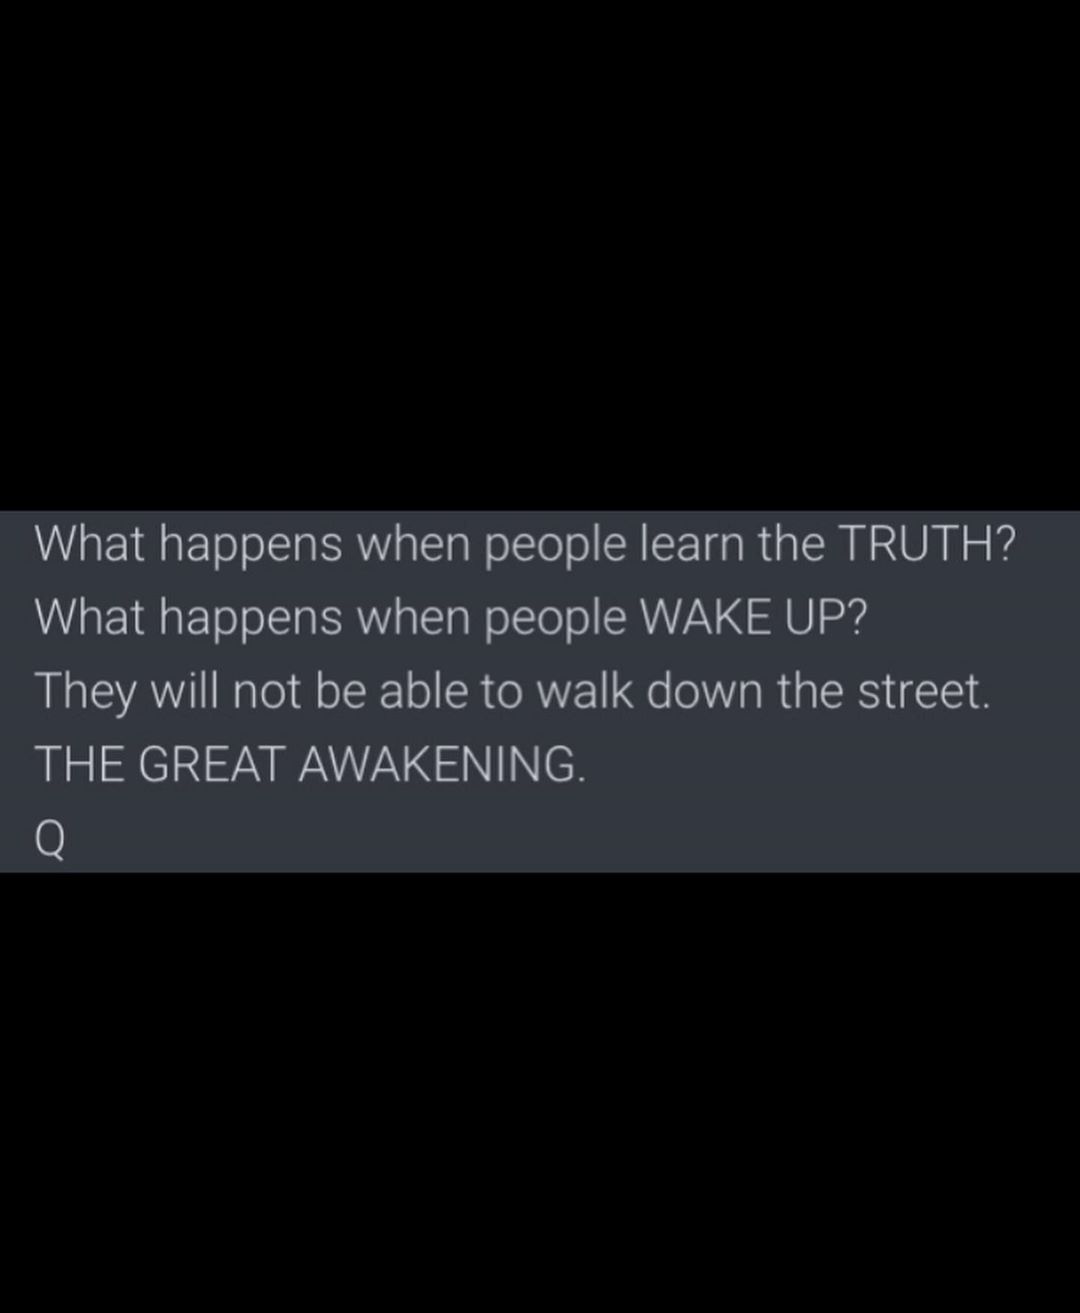 What happens when people learn the TRUTH?
What happens when people WAKE UP?
They will not be able to walk down the street.
THE GREAT AWAKENING.
Q